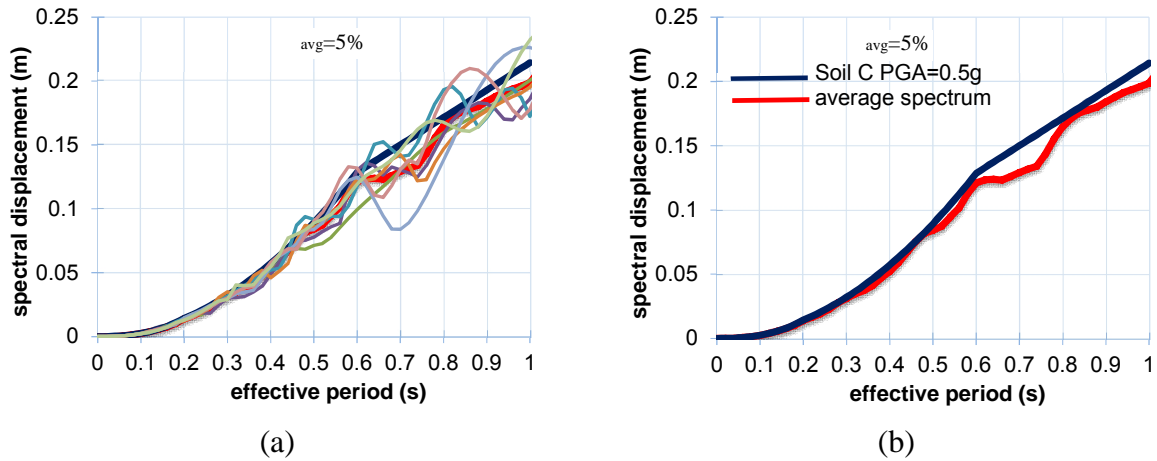 avg=5%
0.25
0.2
0.15
0.1
0.05
0
0 0.1 0.2 0.3 0.4 0.5 0.6 0.7 0.8 0.9 1
spectral displacement (m)
effective period (s)
(a)
avg=5%
Soil C PGA=0.5g
average spectrum
0.25
0.2
0.15
0.1
0.05
0
0 0.1 0.2 0.3 0.4 0.5 0.6 0.7 0.8 0.9 1
spectral displacement (m)
effective period (s)
(b)